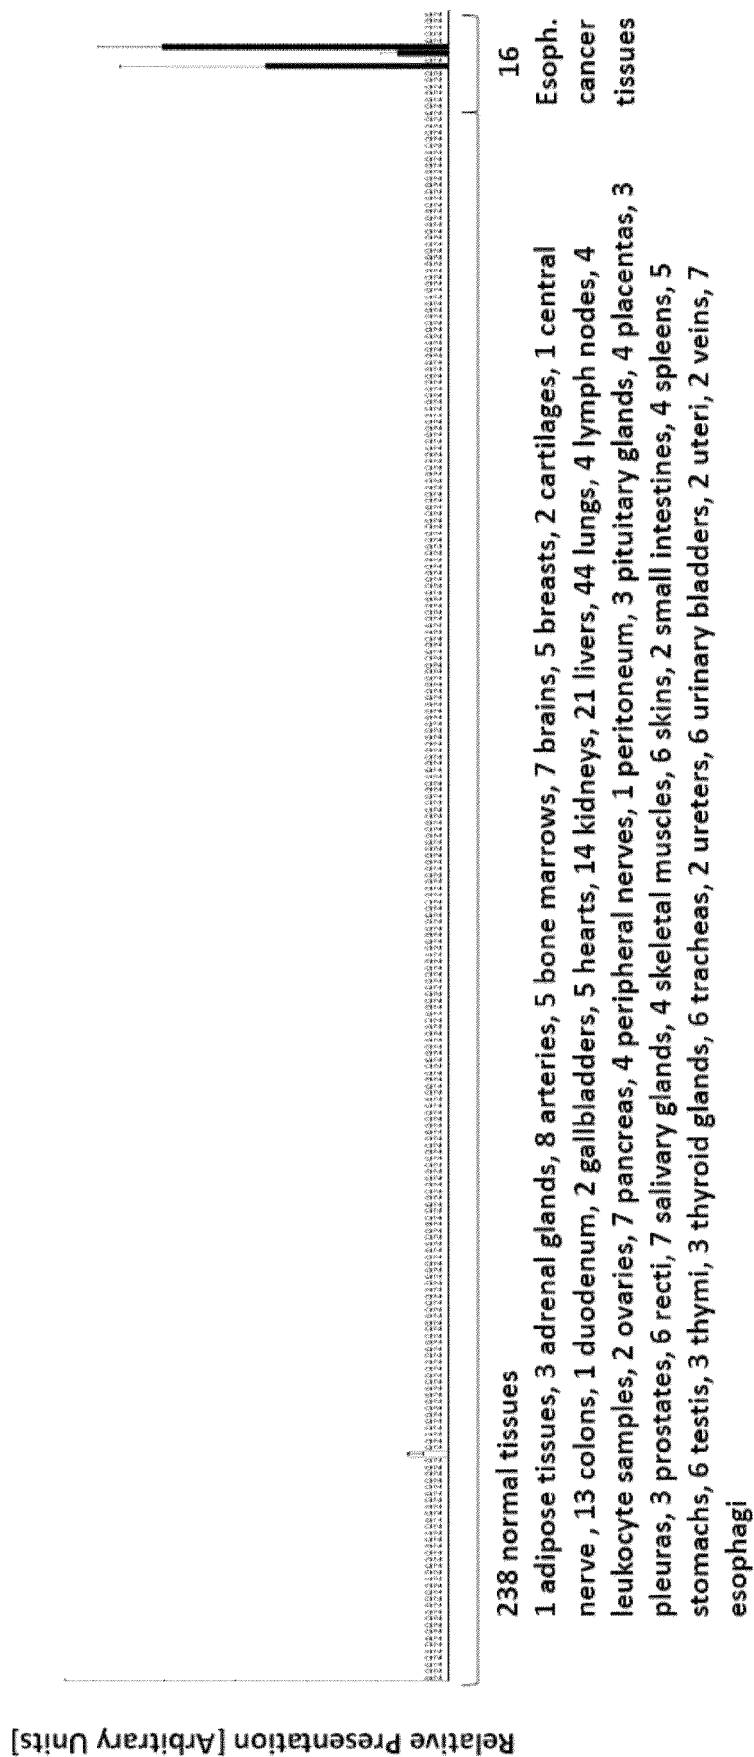 Relative Presentation [Arbitrary Units]
238 normal tissues
1 adipose tissues, 3 adrenal glands, 8 arteries, 5 bone marrows, 7 brains, 5 breasts, 2 cartilages, 1 central
nerve , 13 colons, 1 duodenum, 2 gallbladders, 5 hearts, 14 kidneys, 21 livers, 44 lungs, 4 lymph nodes, 4
leukocyte samples, 2 ovaries, 7 pancreas, 4 peripheral nerves, 1 peritoneum, 3 pituitary glands, 4 placentas, 3
pleuras, 3 prostates, 6 recti, 7 salivary glands, 4 skeletal muscles, 6 skins, 2 small intestines, 4 spleens, 5
stomachs, 6 testis, 3 thymi, 3 thyroid glands, 6 tracheas, 2 ureters, 6 urinary bladders, 2 uteri, 2 veins, 7
esophagi
16
Esoph.
cancer
tissues